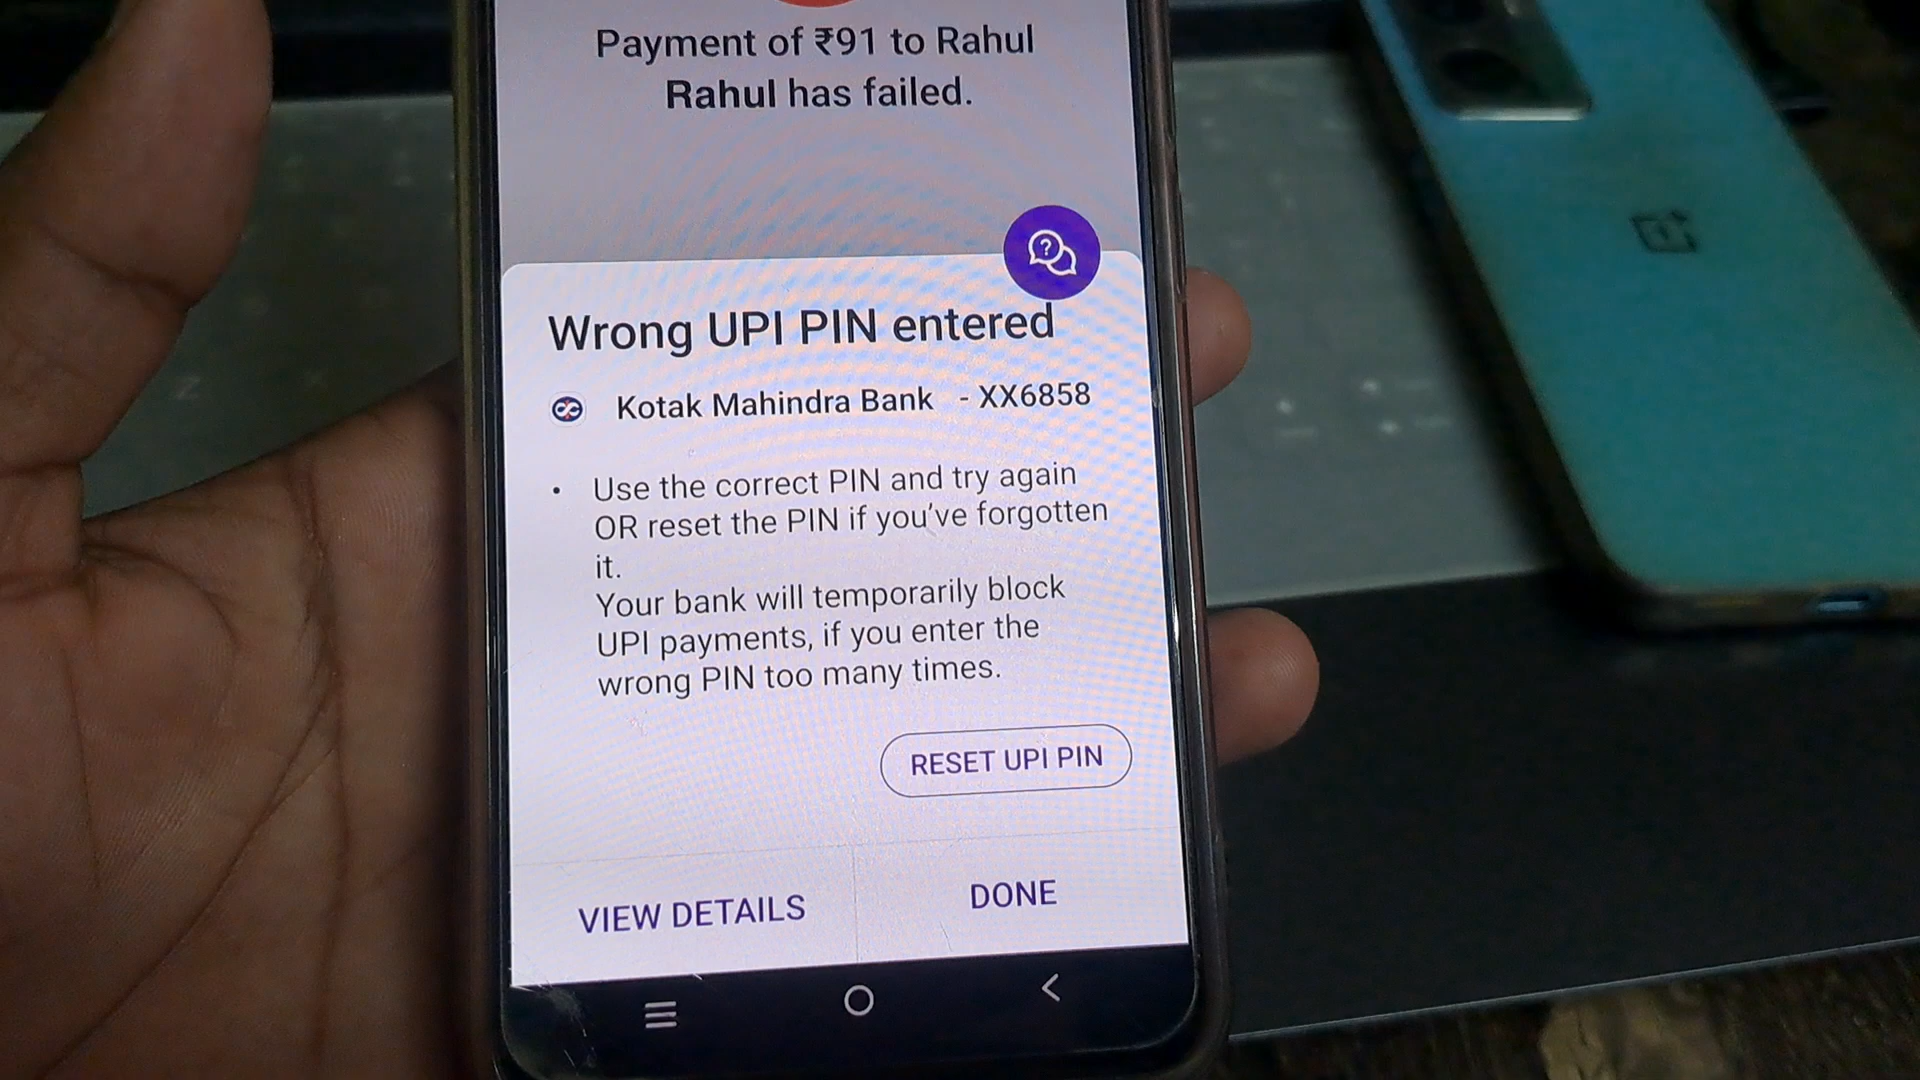 Payment of ₹91 to Rahul
Rahul has failed.
Wrong UPI PIN entered
Kotak Mahindra Bank - XX6858
• Use the correct PIN and try again
OR reset the PIN if you've forgotten
it.
Your bank will temporarily block
UPI payments, if you enter the
wrong PIN too many times.
RESET UPI PIN
VIEW DETAILS
DONE